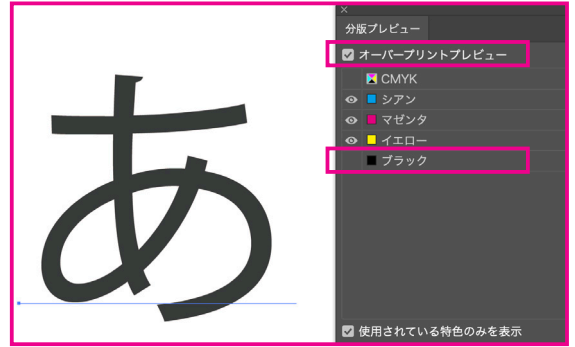 あ
分版プレビュー
オーバープリントプレビュー
CMYK
シアン
マゼンタ
イエロー
ブラック
使用されている特色のみを表示